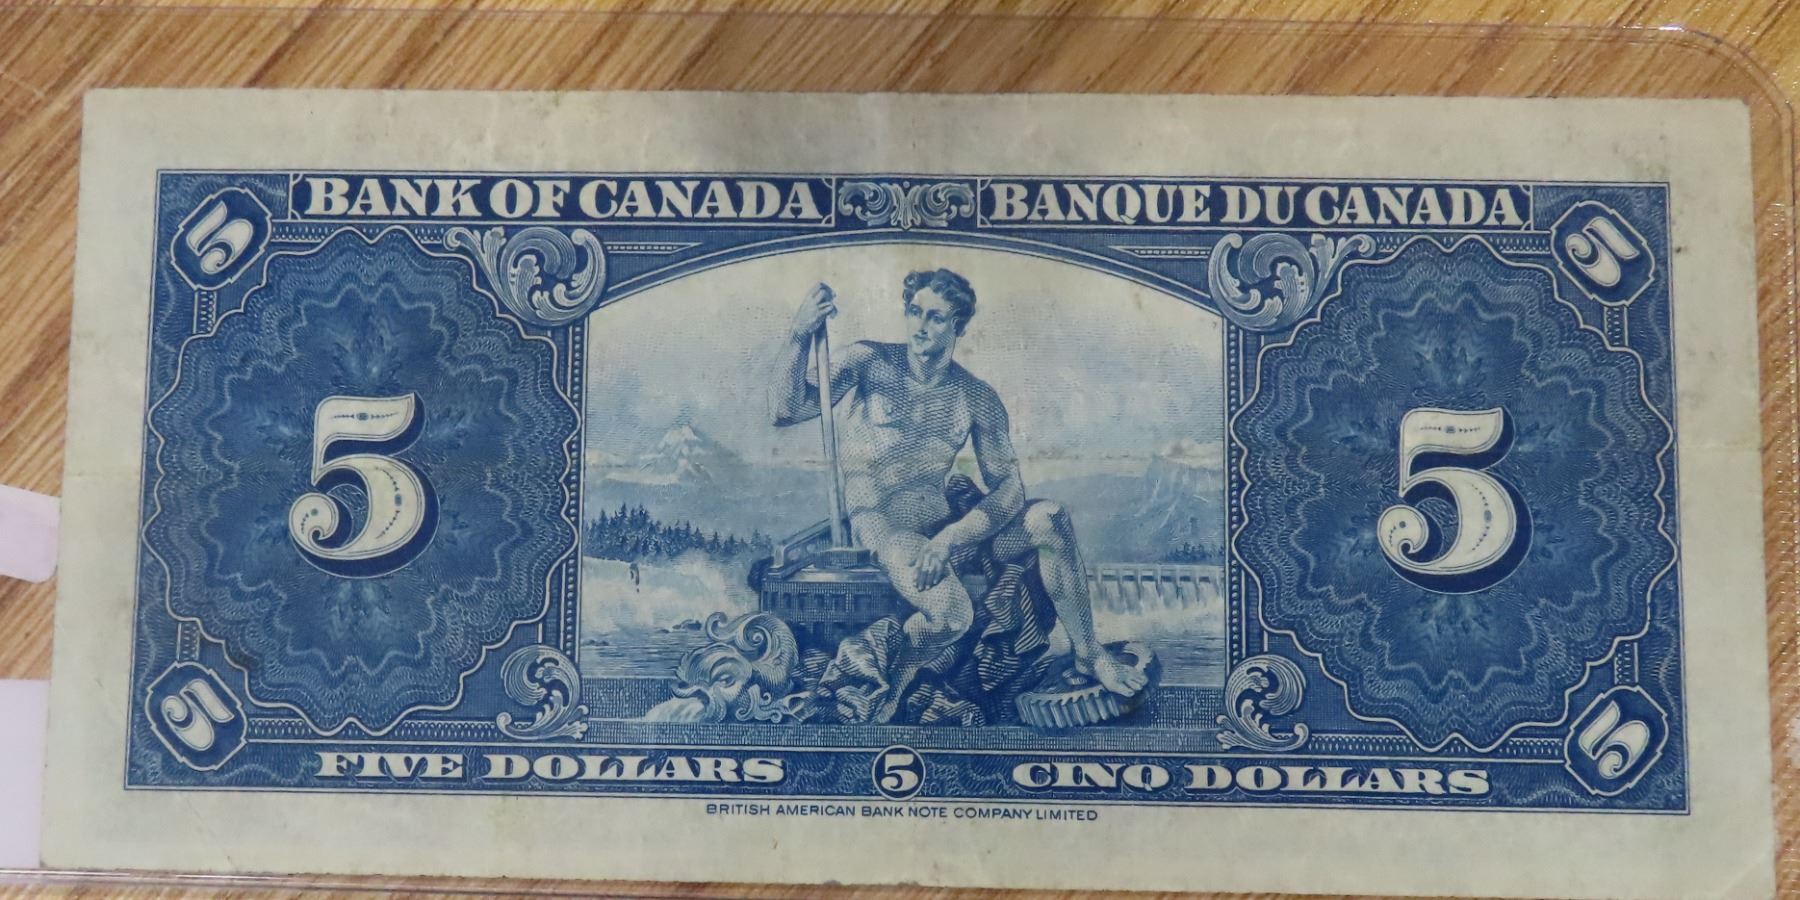 BANK OF CANADA BANQUE DU CANADA
5 5
5 5
5 5
FIVE DOLLARS 5 CINQ DOLLARS
BRITISH AMERICAN BANK NOTE COMPANY LIMITED